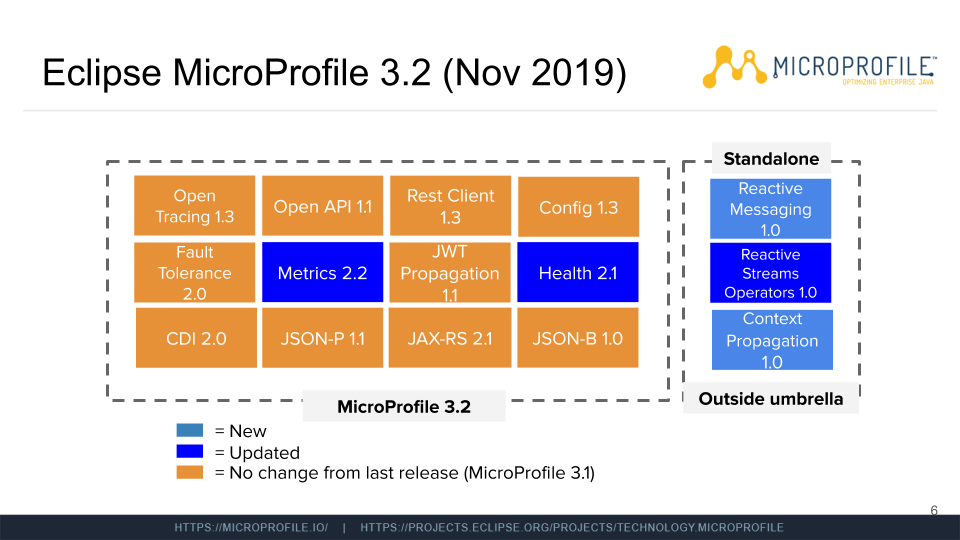 Eclipse MicroProfile 3.2 (Nov 2019)
MICROPROFILE™
OPTIMIZING ENTERPRISE JAVA
Open
Tracing 1.3
Open API 1.1
Rest Client
1.3
Config 1.3
Fault
Tolerance
2.0
Metrics 2.2
JWT
Propagation
1.1
Health 2.1
CDI 2.0
JSON-P 1.1
JAX-RS 2.1
JSON-B 1.0
MicroProfile 3.2
Standalone
Reactive
Messaging
1.0
Reactive
Streams
Operators 1.0
Context
Propagation
1.0
Outside umbrella
= New
= Updated
= No change from last release (MicroProfile 3.1)
6
HTTPS://MICROPROFILE.IO/ | HTTPS://PROJECTS.ECLIPSE.ORG/PROJECTS/TECHNOLOGY.MICROPROFILE